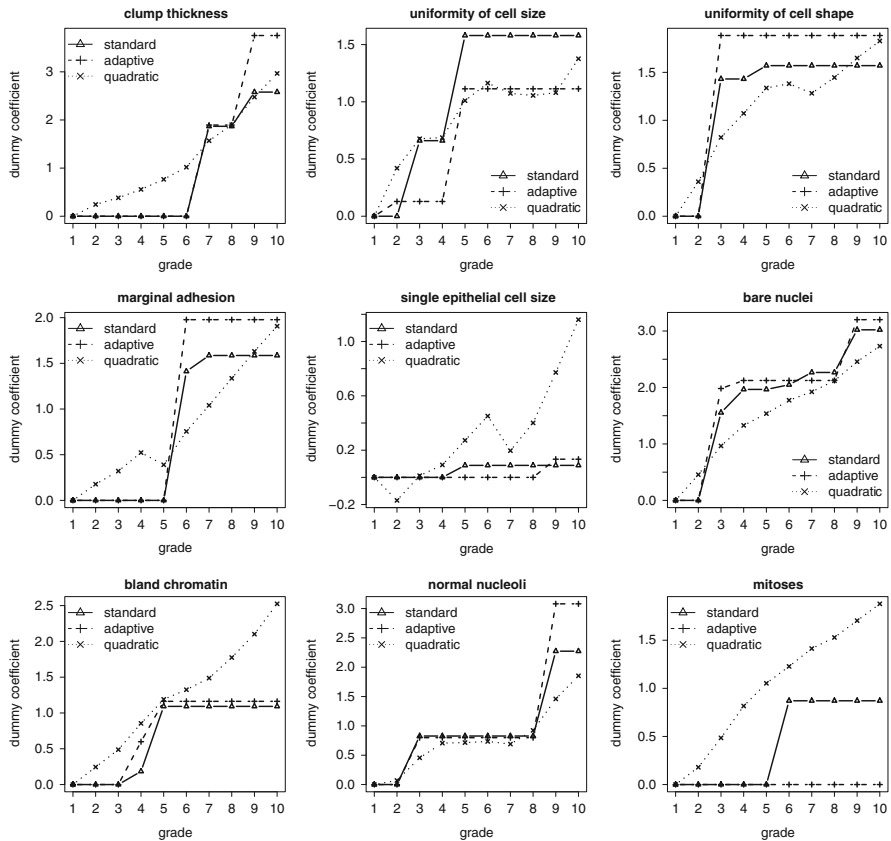 clump thickness
standard
adaptive
quadratic
dummy coefficient
3
2
1
0
1 2 3 4 5 6 7 8 9 10
grade
uniformity of cell size
dummy coefficient
1.5
1.0
0.5
0.0
standard
adaptive
quadratic
1 2 3 4 5 6 7 8 9 10
grade
uniformity of cell shape
dummy coefficient
1.5
1.0
0.5
0.0
standard
adaptive
quadratic
1 2 3 4 5 6 7 8 9 10
grade
marginal adhesion
standard
adaptive
quadratic
dummy coefficient
2.0
1.5
1.0
0.5
0.0
1 2 3 4 5 6 7 8 9 10
grade
single epithelial cell size
standard
adaptive
quadratic
dummy coefficient
1.0
0.6
0.2
−0.2
1 2 3 4 5 6 7 8 9 10
grade
bare nuclei
dummy coefficient
3.0
2.0
1.0
0.0
standard
adaptive
quadratic
1 2 3 4 5 6 7 8 9 10
grade
bland chromatin
standard
adaptive
quadratic
dummy coefficient
2.5
2.0
1.5
1.0
0.5
0.0
1 2 3 4 5 6 7 8 9 10
grade
normal nucleoli
standard
adaptive
quadratic
dummy coefficient
3.0
2.5
2.0
1.5
1.0
0.5
0.0
1 2 3 4 5 6 7 8 9 10
grade
mitoses
standard
adaptive
quadratic
dummy coefficient
1.5
1.0
0.5
0.0
1 2 3 4 5 6 7 8 9 10
grade